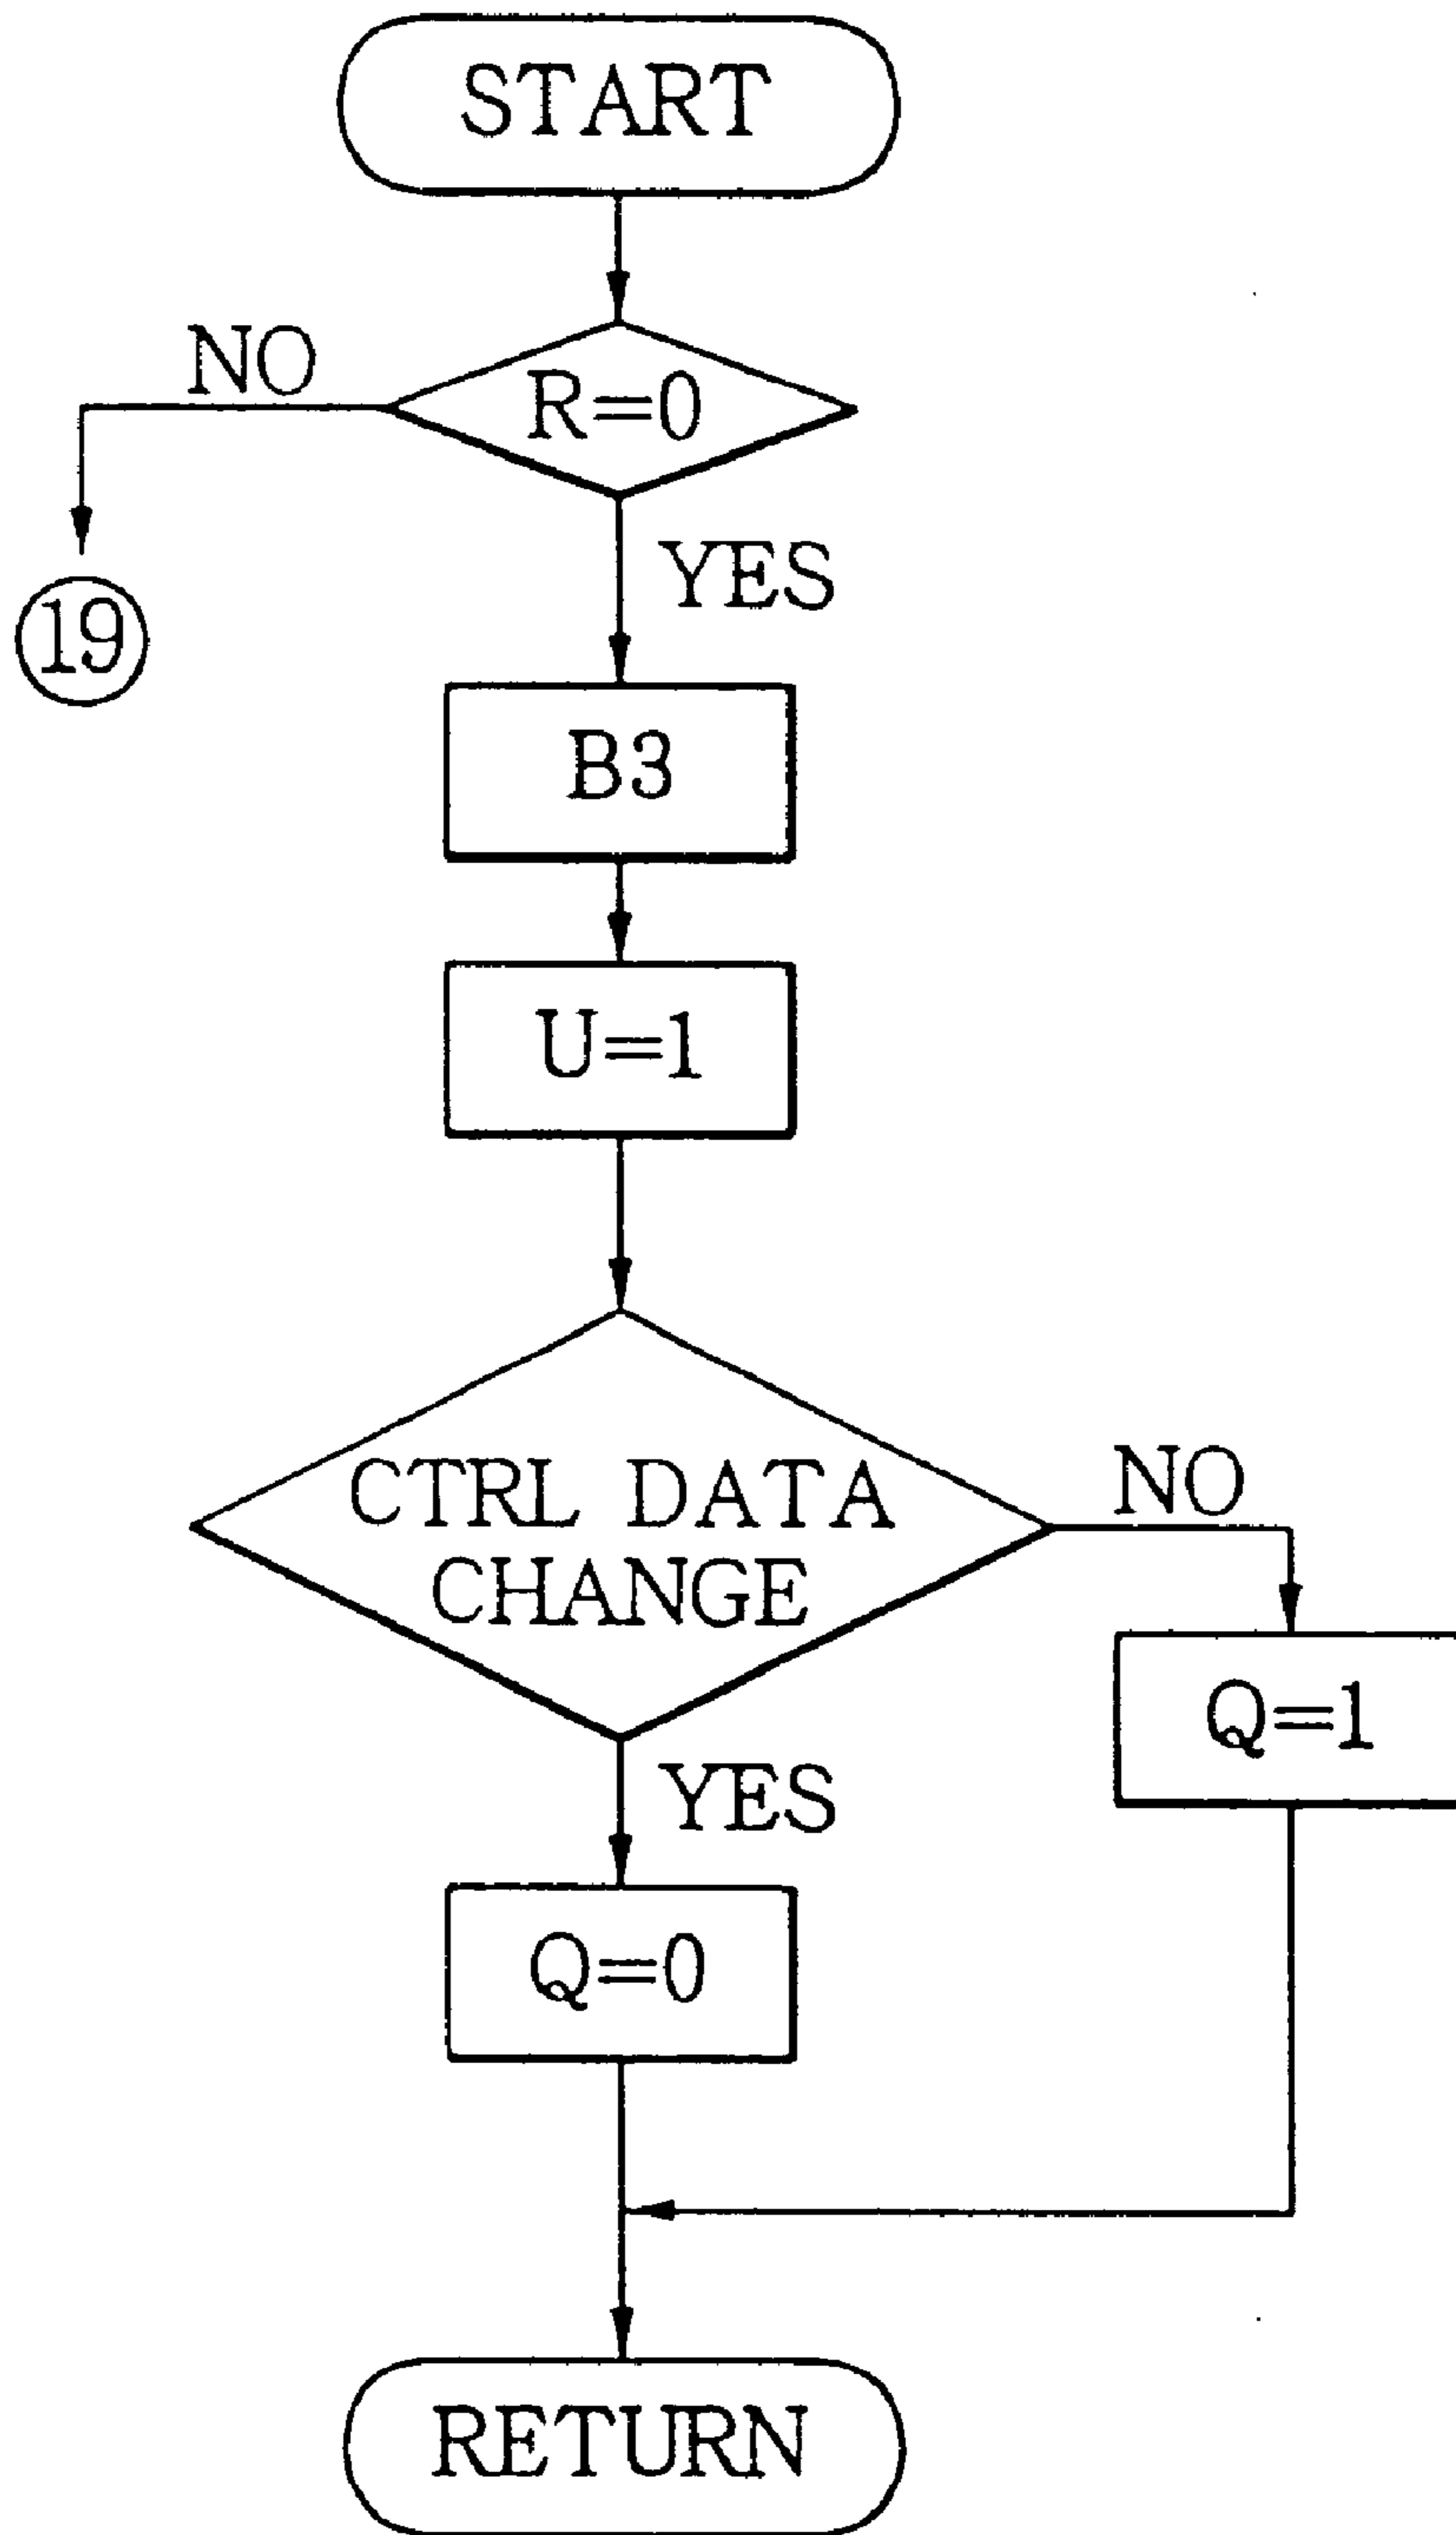 START
NO
R=0
YES
19
B3
U=1
CTRL DATA
CHANGE
NO
Q=1
YES
Q=0
RETURN